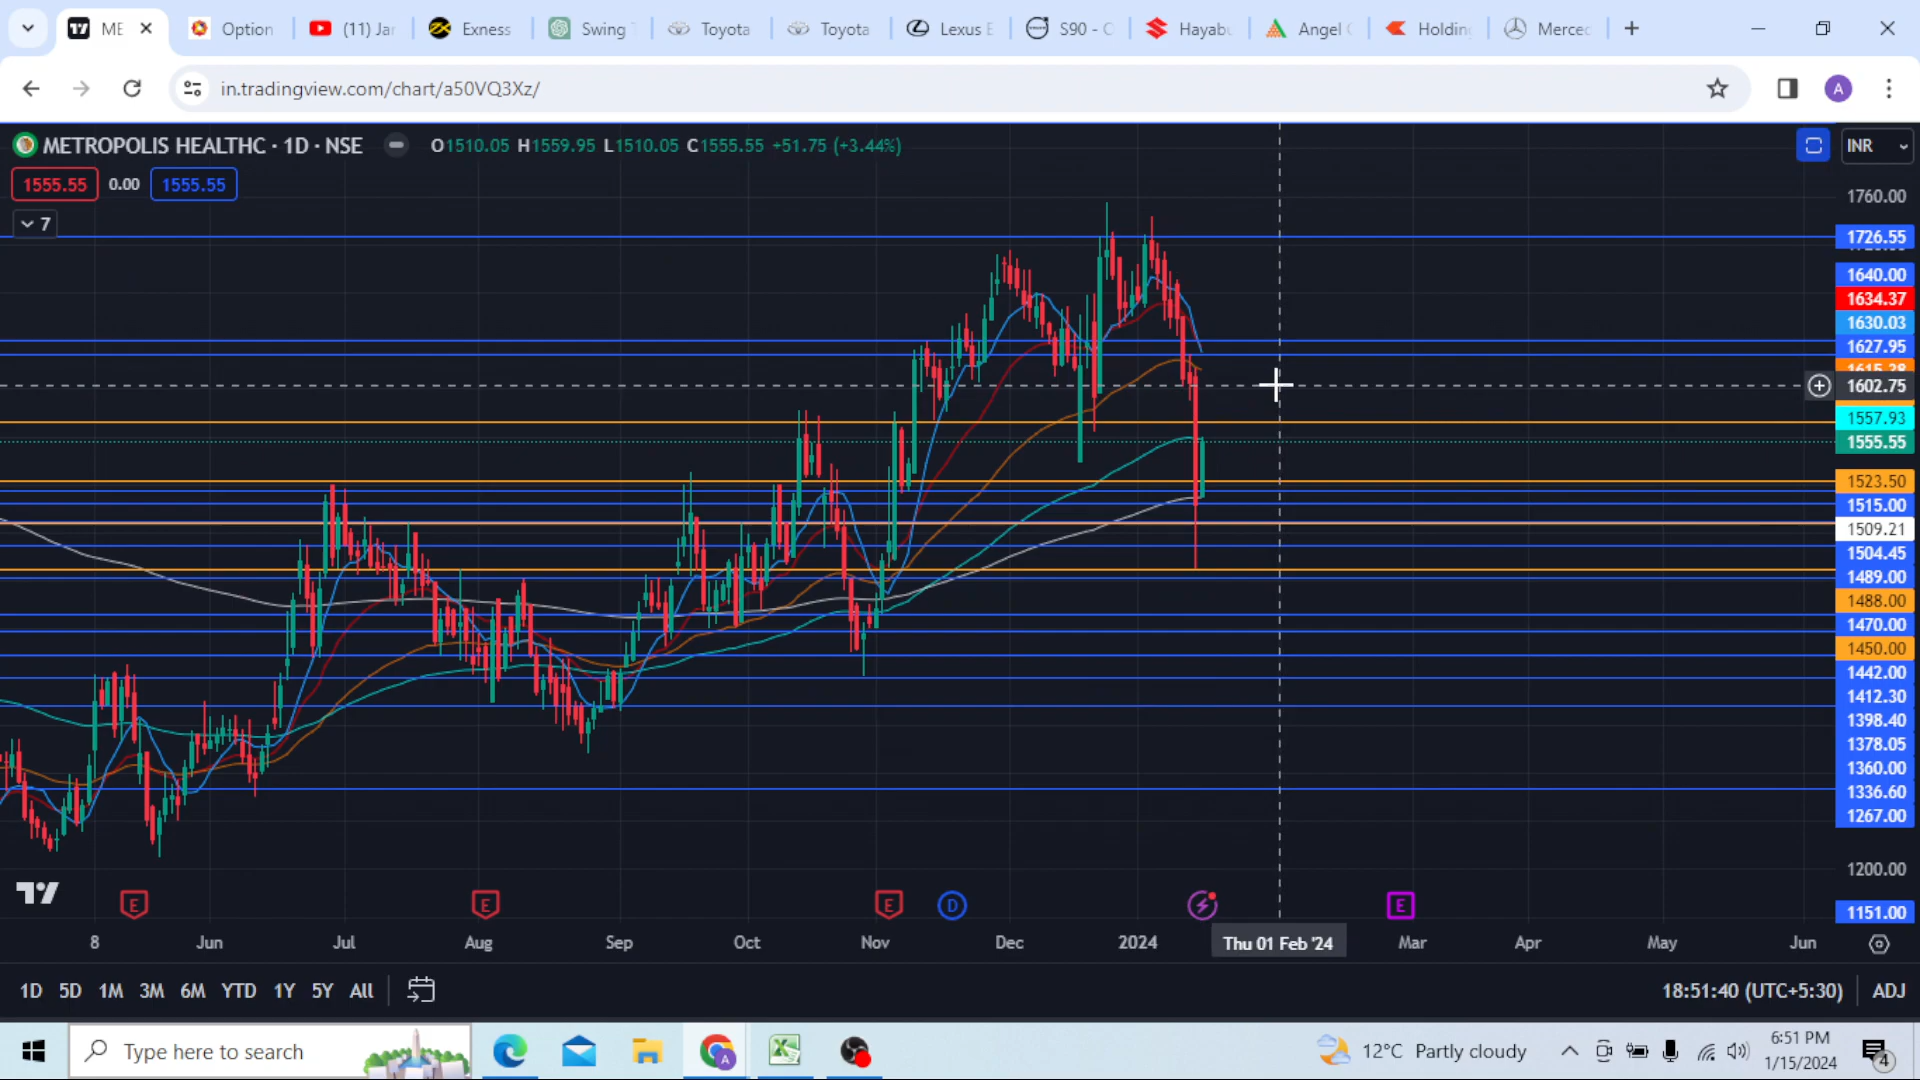 ME
Option
(11) Jar
Exness
Swing
Toyota
Toyota
Lexus E
S90 - C
Hayabu
Angel
Holding
Merced
in.tradingview.com/chart/a50VQ3Xz/
A
METROPOLIS HEALTHC · 1D · NSE
O1510.05 H1559.95 L1510.05 C1555.55 +51.75 (+3.44%)
INR
1555.55 0.00 1555.55
7
1760.00
1726.55
1640.00
1634.37
1630.03
1627.95
1615.28
1602.75
1557.93
1555.55
1523.50
1515.00
1509.21
1504.45
1489.00
1488.00
1470.00
1450.00
1442.00
1412.30
1398.40
1378.05
1360.00
1336.60
1267.00
1200.00
1151.00
E E E D E
8 Jun Jul Aug Sep Oct Nov Dec 2024 Thu 01 Feb '24 Mar Apr May Jun
1D 5D 1M 3M 6M YTD 1Y 5Y All
18:51:40 (UTC+5:30) ADJ
Type here to search
A
12°C Partly cloudy
6:51 PM
1/15/2024
4